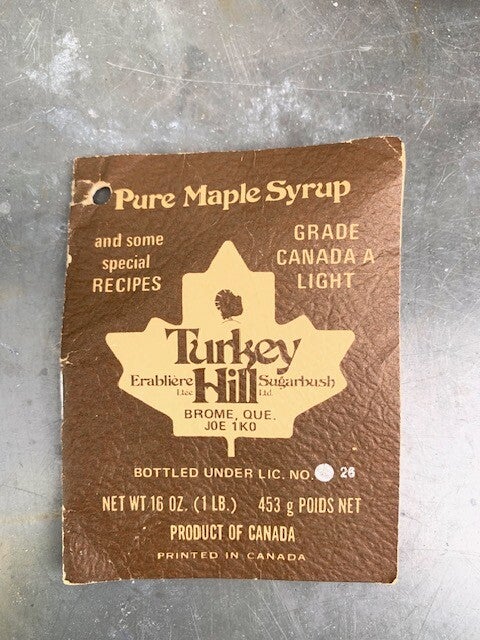 Pure Maple Syrup
and some
special
RECIPES
GRADE
CANADA A
LIGHT
Turkey
Erablière Hill Sugarbush
Ltee Ltd.
BROME, QUE.
J0E 1K0
BOTTLED UNDER LIC. NO. 26
NET WT 16 OZ. (1 LB.) 453 g POIDS NET
PRODUCT OF CANADA
PRINTED IN CANADA